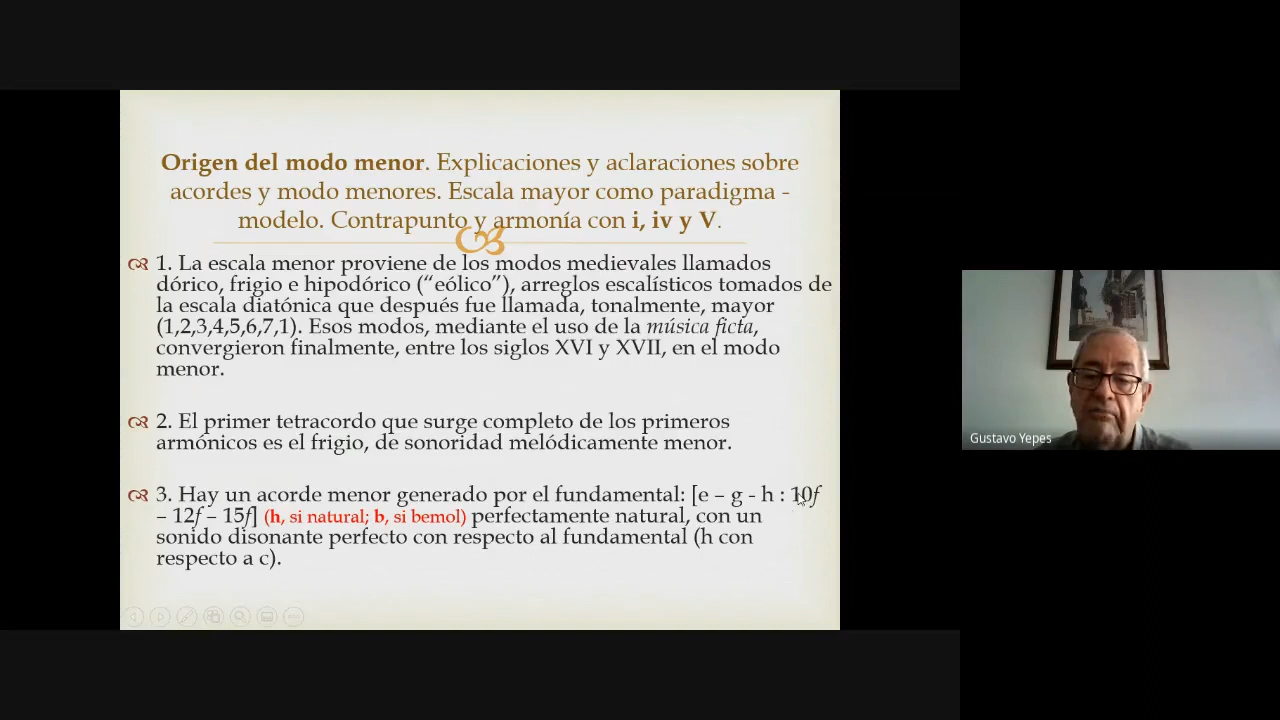 Origen del modo menor. Explicaciones y aclaraciones sobre
acordes y modo menores. Escala mayor como paradigma -
modelo. Contrapunto y armonía con i, iv y V.
1. La escala menor proviene de los modos medievales llamados
dórico, frigio e hipodórico (“eólico”), arreglos escalísticos tomados de
la escala diatónica que después fue llamada, tonalmente, mayor
(1,2,3,4,5,6,7,1). Esos modos, mediante el uso de la música ficta,
convergieron finalmente, entre los siglos XVI y XVII, en el modo
menor.
2. El primer tetracordo que surge completo de los primeros
armónicos es el frigio, de sonoridad melódicamente menor.
3. Hay un acorde menor generado por el fundamental: [e – g - h : 10f
– 12f – 15f] (h, si natural; b, si bemol) perfectamente natural, con un
sonido disonante perfecto con respecto al fundamental (h con
respecto a c).
Gustavo Yepes